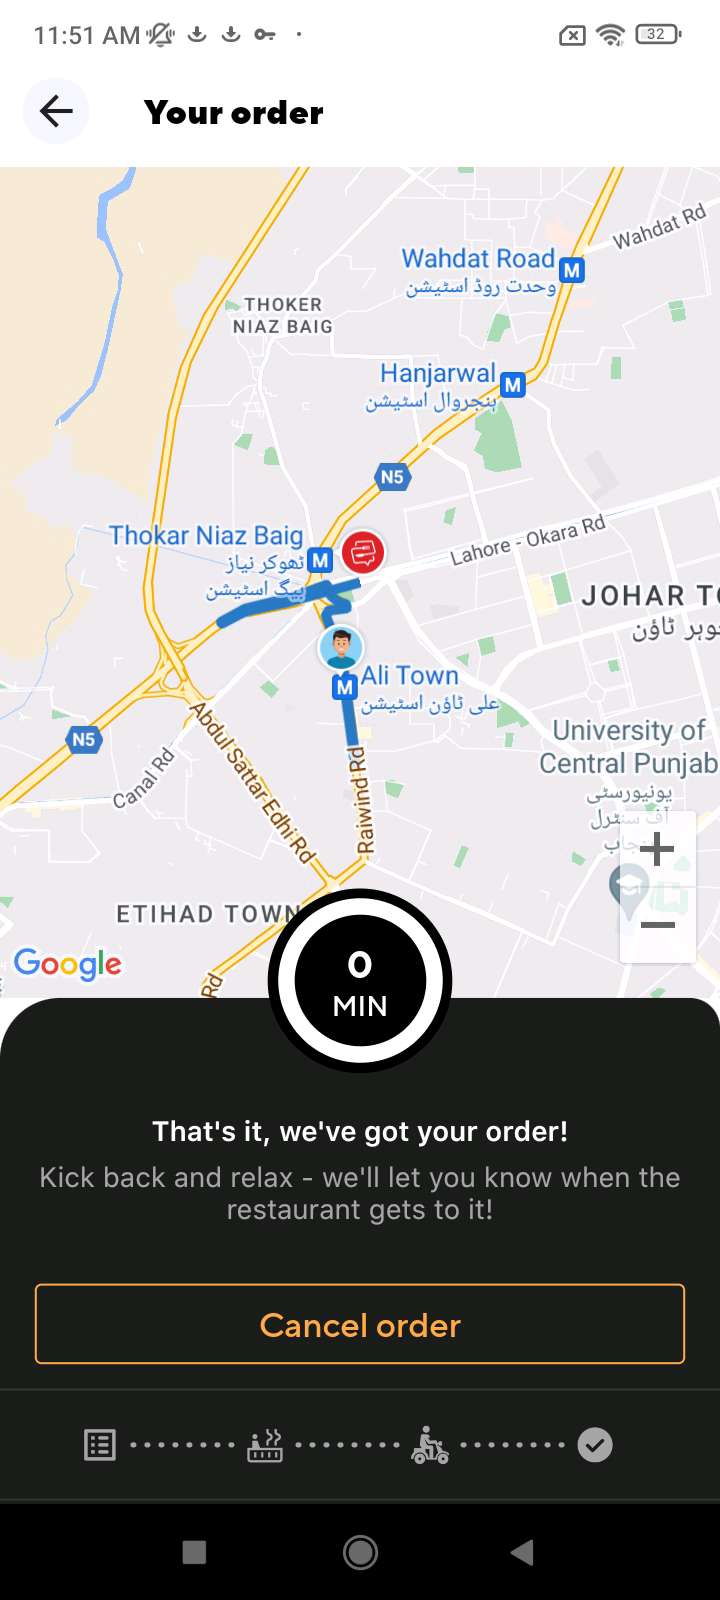 11:51 AM
32
Your order
Wahdat Rd
Wahdat Road
وحدت روڈ اسٹیشن
THOKER
NIAZ BAIG
Hanjarwal
ہنجروال اسٹیشن
N5
Lahore - Okara Rd
Thokar Niaz Baig
ٹھوکر نیاز
بیگ اسٹیشن
JOHAR TO
جوہر ٹاؤن
Ali Town
علی ٹاؤن اسٹیشن
University of
Central Punjab
یونیورسٹی
آف سنٹرل
پنجاب
N5
Canal Rd
Abdul Sattar Edhi Rd
Raiwind Rd
ETIHAD TOWN
Rd
Google
0
MIN
That's it, we've got your order!
Kick back and relax - we'll let you know when the
restaurant gets to it!
Cancel order